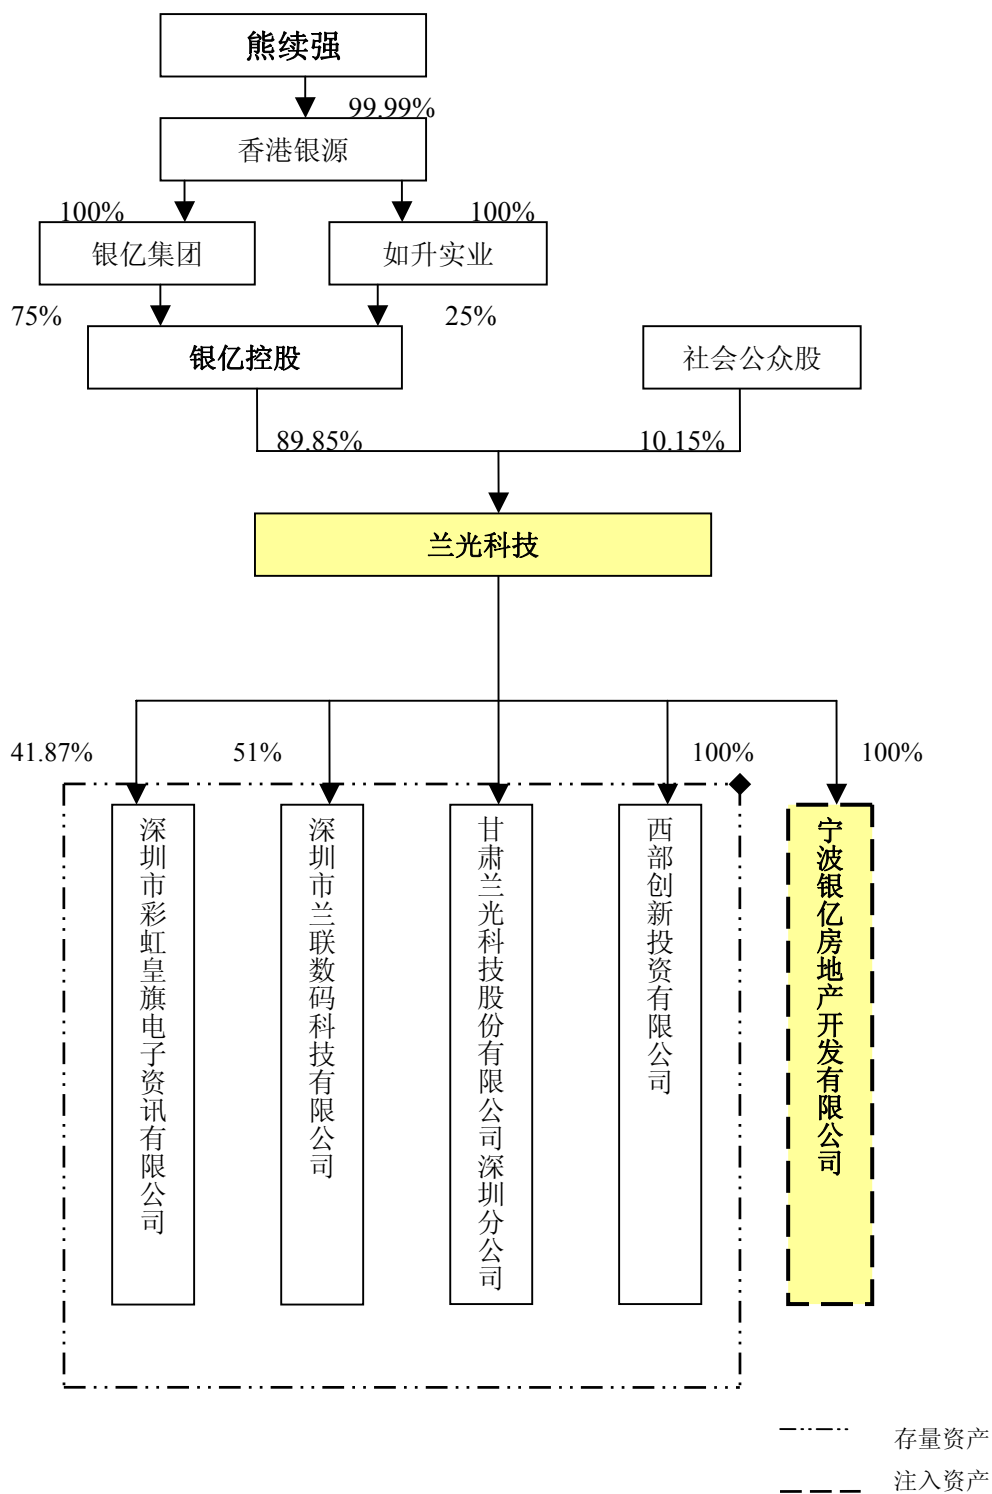 熊续强
99.99%
香港银源
100%
100%
银亿集团
如升实业
75%
25%
银亿控股
社会公众股
89.85%
10.15%
兰光科技
41.87%
51%
100%
100%
深圳市彩虹皇旗电子资讯有限公司
深圳市兰联数码科技有限公司
甘肃兰光科技股份有限公司深圳分公司
西部创新投资有限公司
宁波银亿房地产开发有限公司
存量资产
注入资产